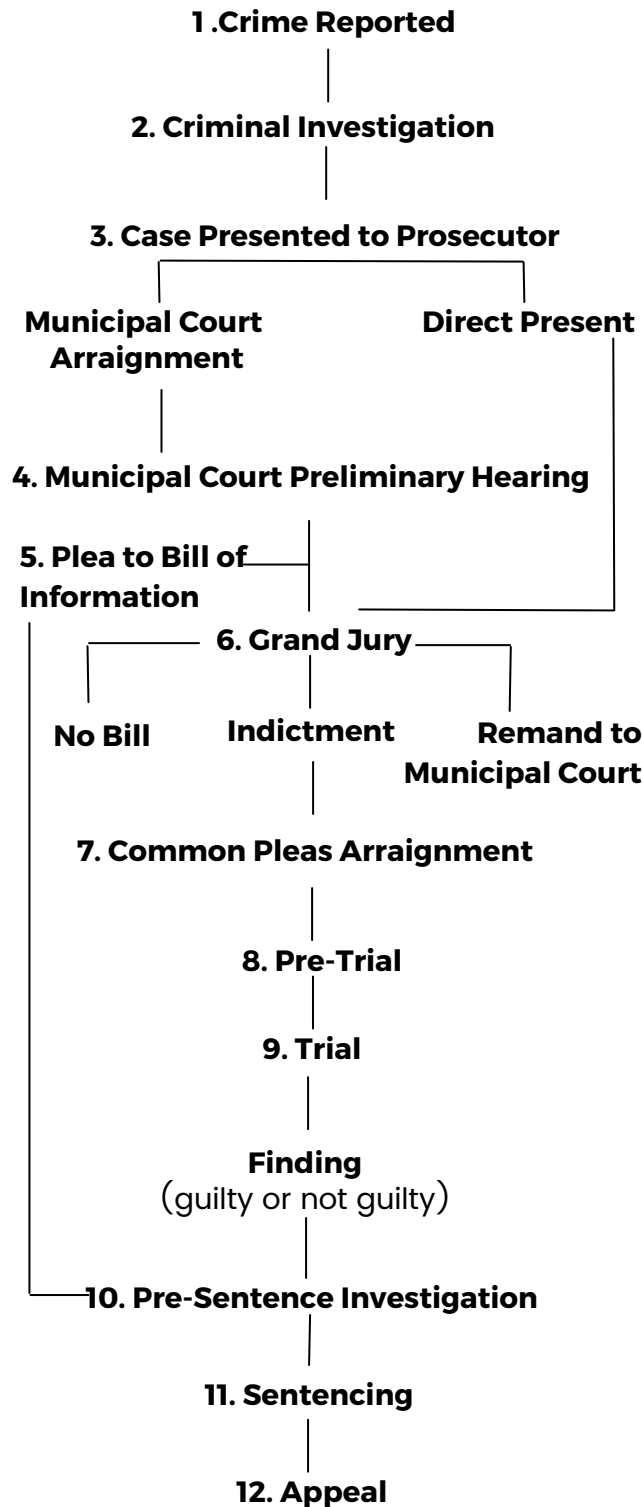 1 .Crime Reported
2. Criminal Investigation
3. Case Presented to Prosecutor
Municipal Court
Arraignment
Direct Present
4. Municipal Court Preliminary Hearing
5. Plea to Bill of
Information
6. Grand Jury
No Bill
Indictment
Remand to
Municipal Court
7. Common Pleas Arraignment
8. Pre-Trial
9. Trial
Finding
(guilty or not guilty)
10. Pre-Sentence Investigation
11. Sentencing
12. Appeal